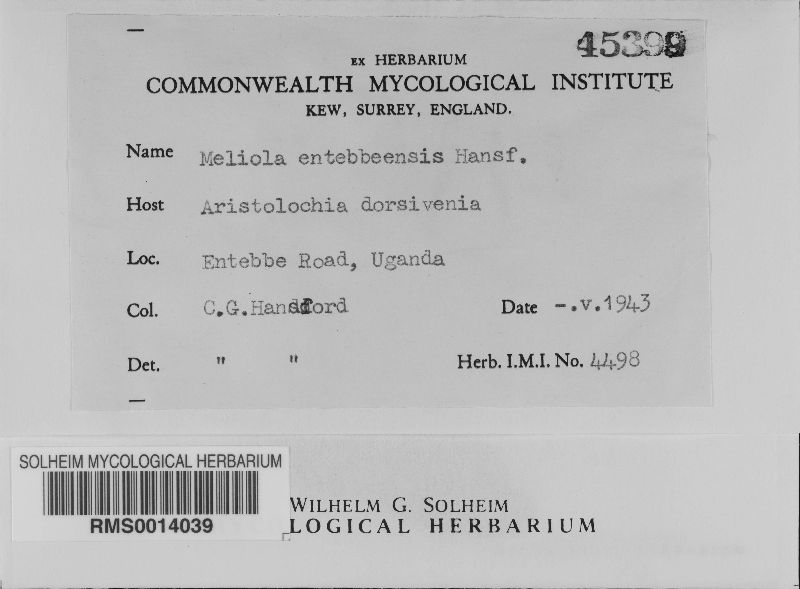 45399
EX HERBARIUM
COMMONWEALTH MYCOLOGICAL INSTITUTE
KEW, SURREY, ENGLAND.
Name Meliola entebbeensis Hansf.
Host Aristolochia dorsivenia
Loc. Entebbe Road, Uganda
Col. C.G.Hansford Date -.v.1943
Det. " " Herb. I.M.I. No. 4498
SOLHEIM MYCOLOGICAL HERBARIUM
RMS0014039
WILHELM G. SOLHEIM
LOGICAL HERBARIUM